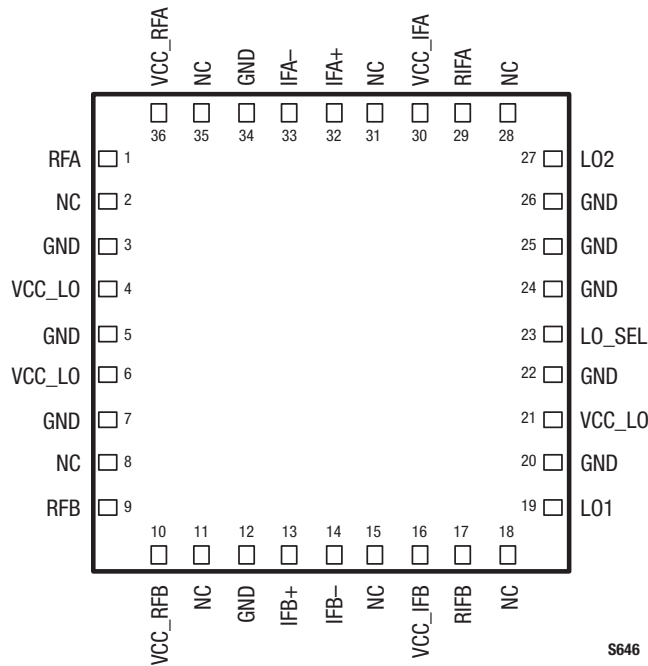 VCC_RFA NC GND IFA– IFA+ NC VCC_IFA RIFA NC
36 35 34 33 32 31 30 29 28
RFA 1 27 LO2
NC 2 26 GND
GND 3 25 GND
VCC_LO 4 24 GND
GND 5 23 LO_SEL
VCC_LO 6 22 GND
GND 7 21 VCC_LO
NC 8 20 GND
RFB 9 19 LO1
10 11 12 13 14 15 16 17 18
VCC_RFB NC GND IFB+ IFB– NC VCC_IFB RIFB NC
S646